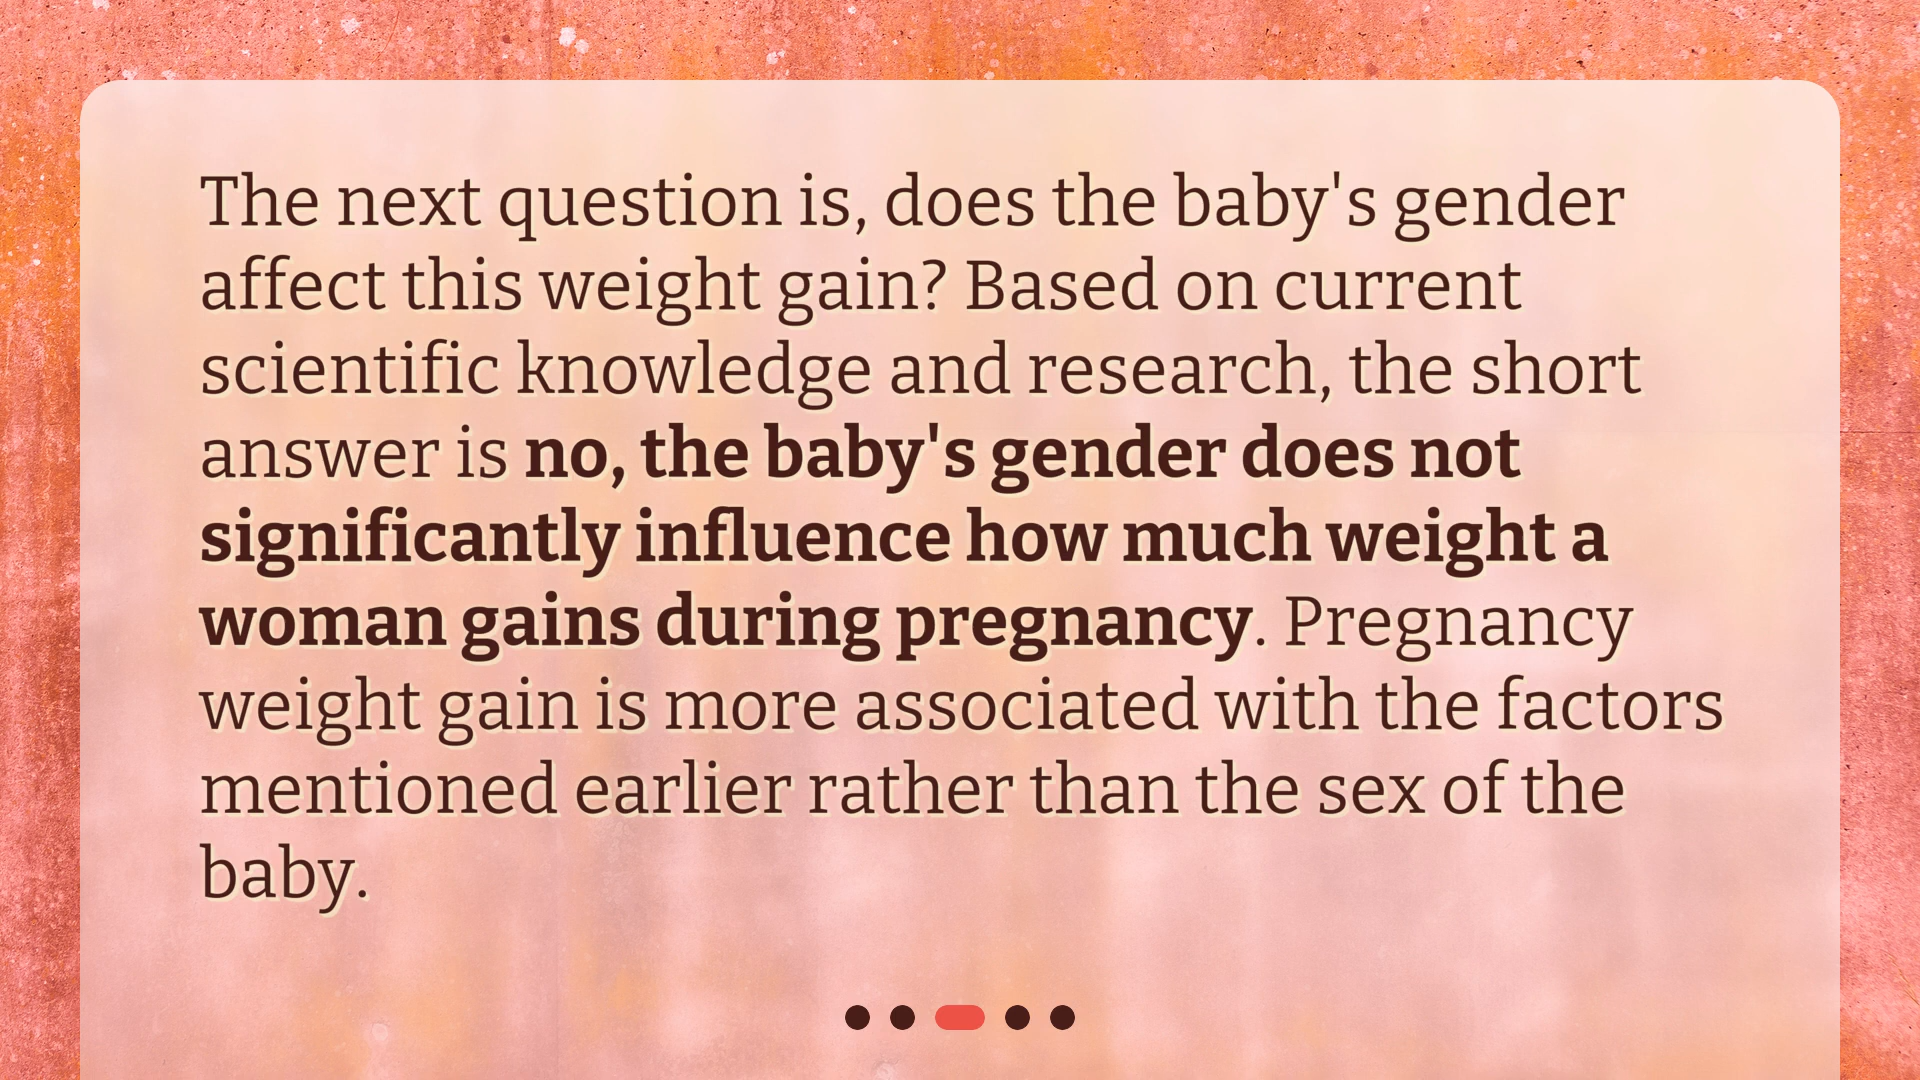 The next question is, does the baby's gender
affect this weight gain? Based on current
scientific knowledge and research, the short
answer is no, the baby's gender does not
significantly influence how much weight a
woman gains during pregnancy. Pregnancy
weight gain is more associated with the factors
mentioned earlier rather than the sex of the
baby.